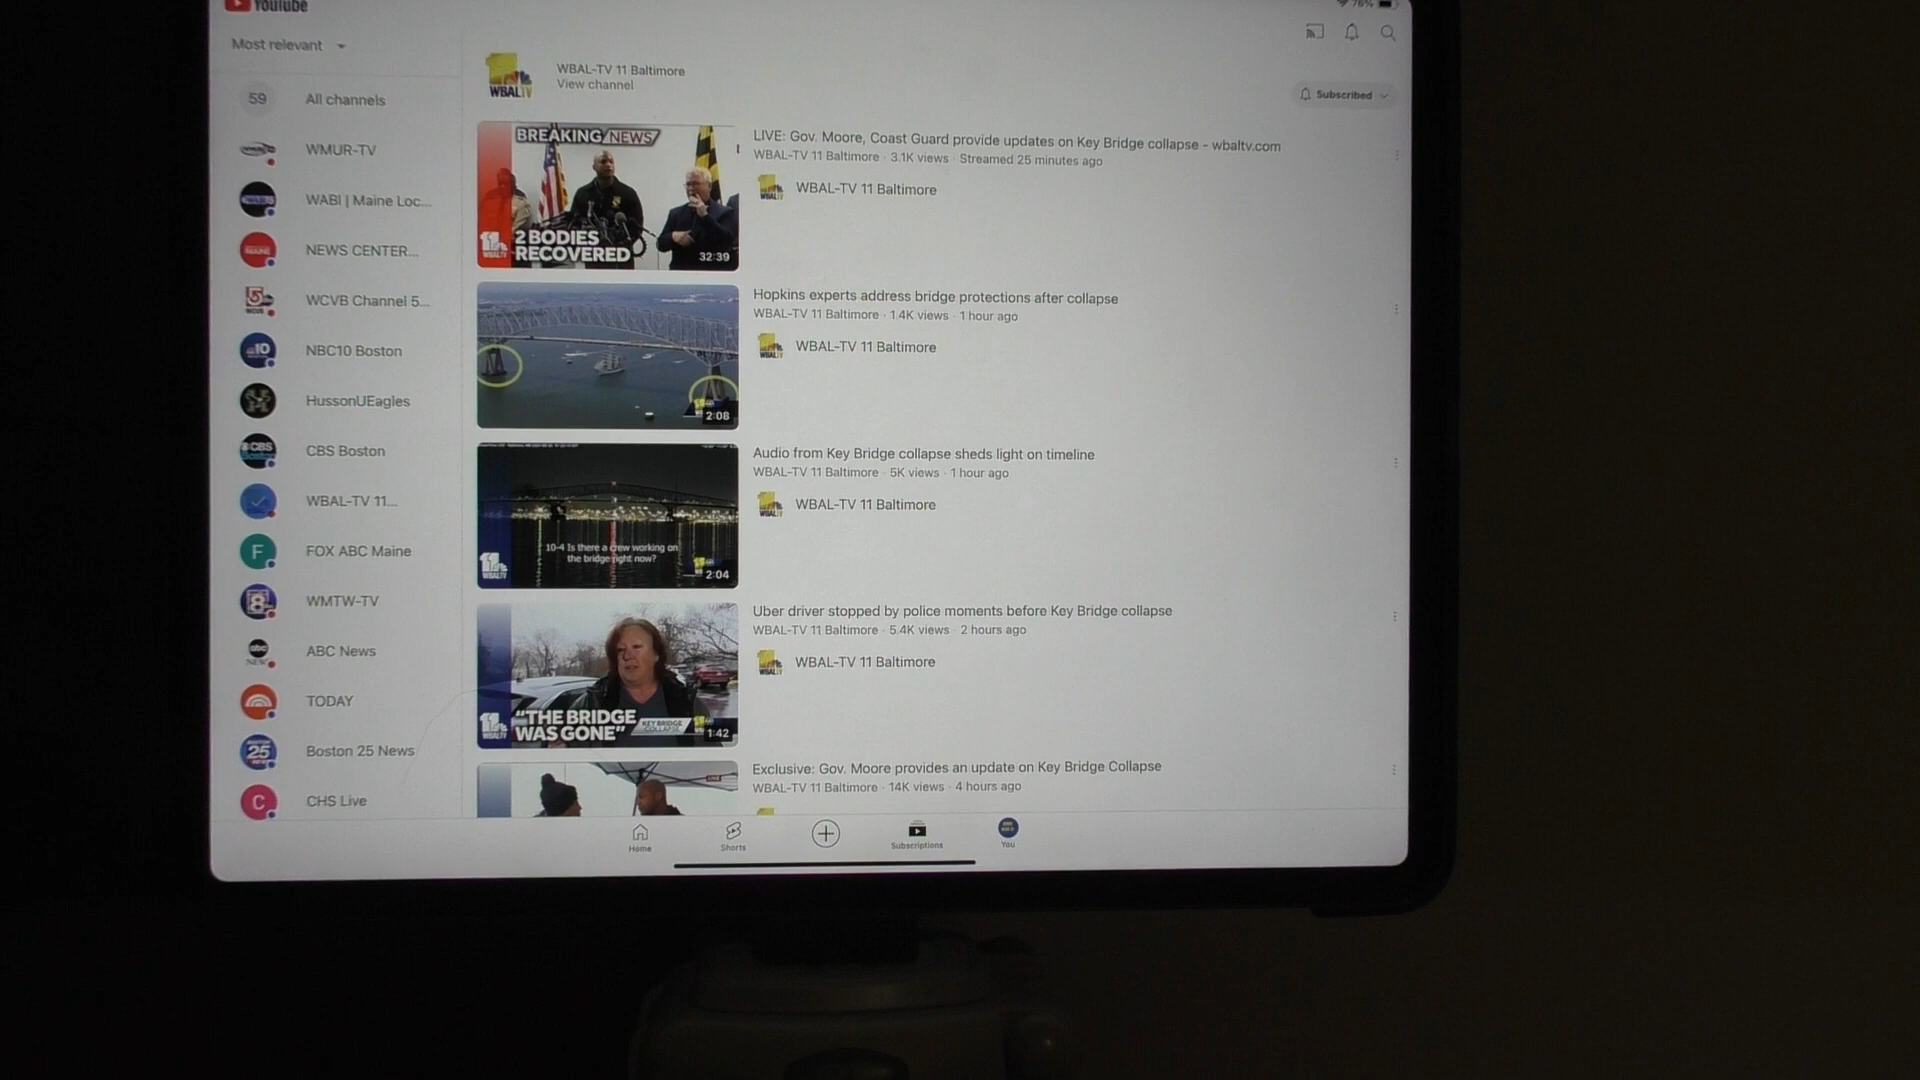 YouTube
76%
Most relevant
59 All channels
WMUR-TV
WABI | Maine Loc...
NEWS CENTER...
WCVB Channel 5...
NBC10 Boston
HussonUEagles
CBS Boston
WBAL-TV 11...
FOX ABC Maine
WMTW-TV
ABC News
TODAY
Boston 25 News
CHS Live
WBAL-TV 11 Baltimore
View channel
Subscribed
BREAKING NEWS
2 BODIES
RECOVERED
32:39
LIVE: Gov. Moore, Coast Guard provide updates on Key Bridge collapse - wbaltv.com
WBAL-TV 11 Baltimore · 3.1K views · Streamed 25 minutes ago
WBAL-TV 11 Baltimore
2:08
Hopkins experts address bridge protections after collapse
WBAL-TV 11 Baltimore · 1.4K views · 1 hour ago
WBAL-TV 11 Baltimore
10-4 Is there a crew working on
the bridge right now?
2:04
Audio from Key Bridge collapse sheds light on timeline
WBAL-TV 11 Baltimore · 5K views · 1 hour ago
WBAL-TV 11 Baltimore
"THE BRIDGE
WAS GONE"
KEY BRIDGE
COLLAPSE
1:42
Uber driver stopped by police moments before Key Bridge collapse
WBAL-TV 11 Baltimore · 5.4K views · 2 hours ago
WBAL-TV 11 Baltimore
LIVE
Exclusive: Gov. Moore provides an update on Key Bridge Collapse
WBAL-TV 11 Baltimore · 14K views · 4 hours ago
Home
Shorts
Subscriptions
You